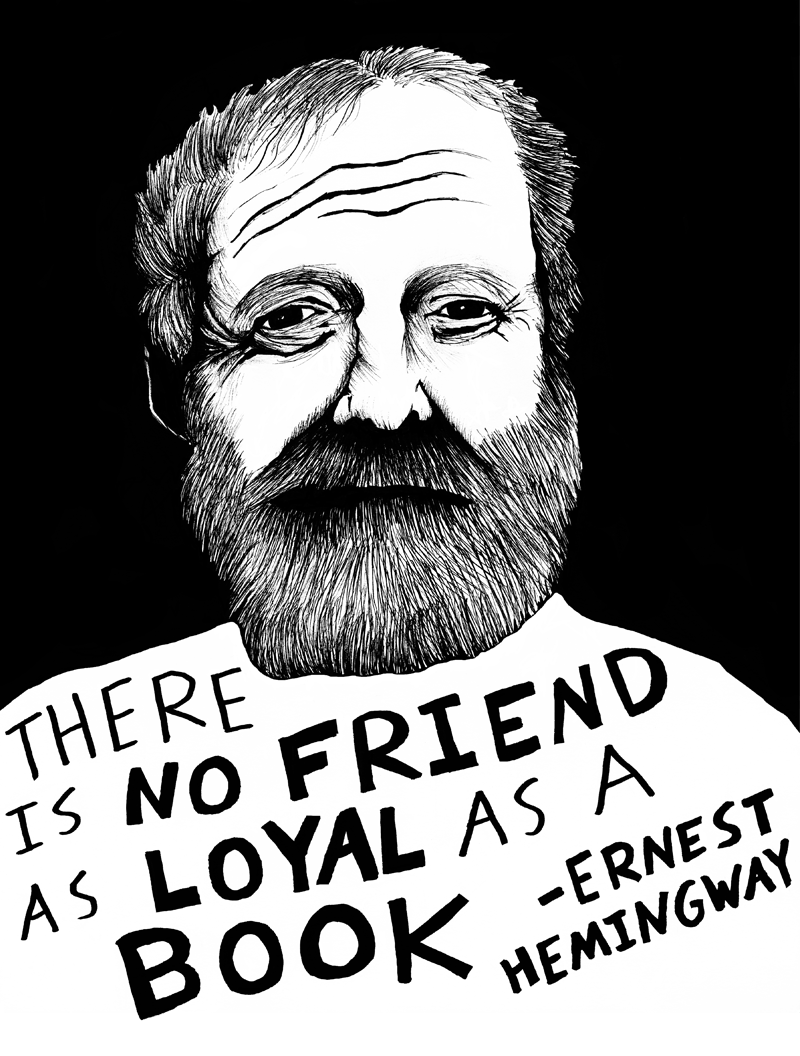 THERE
IS NO FRIEND
AS LOYAL AS A
BOOK
-ERNEST
HEMINGWAY